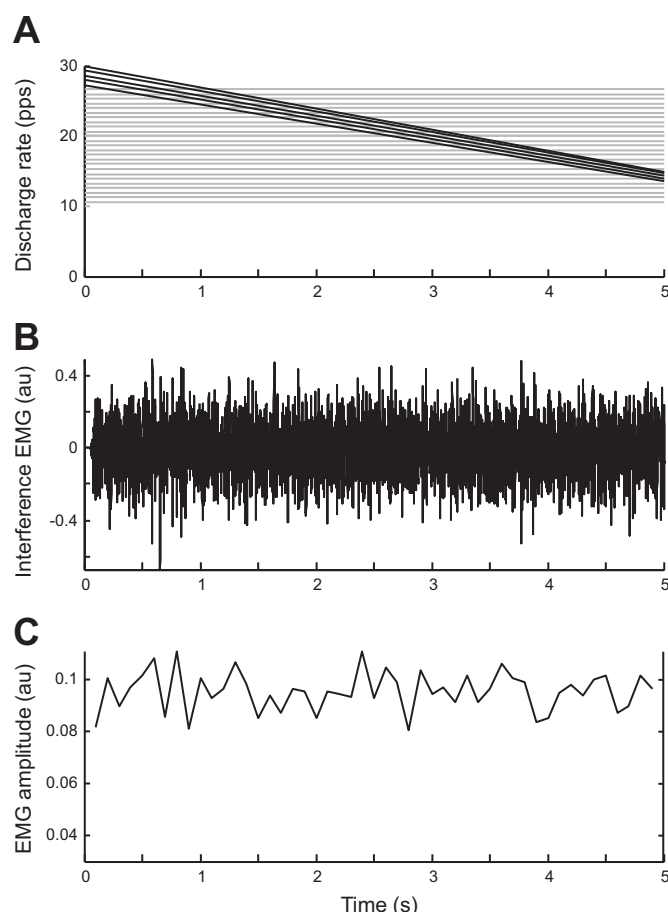 A
Discharge rate (pps)
30
20
10
0
0 1 2 3 4 5
B
Interference EMG (au)
0.4
0
-0.4
0 1 2 3 4 5
C
EMG amplitude (au)
0.1
0.08
0.06
0.04
0 1 2 3 4 5
Time (s)